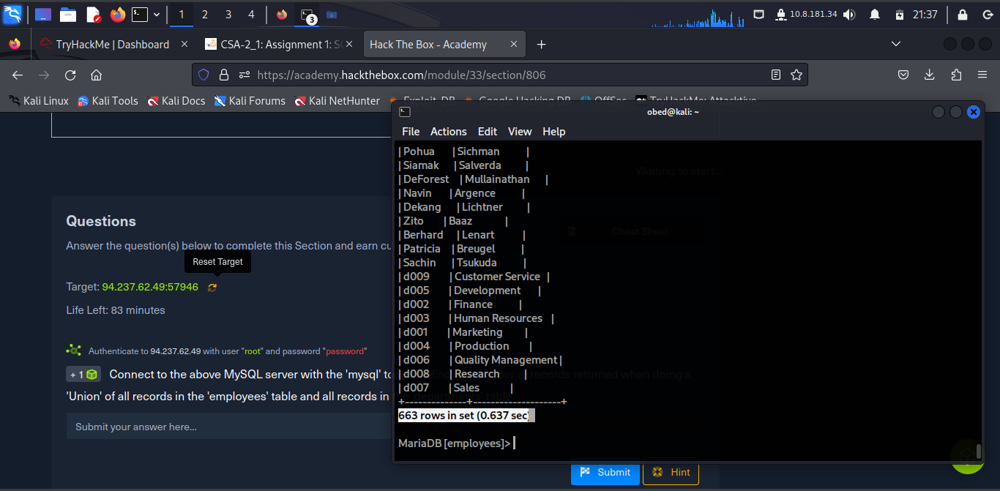 1 2 3 4 3 10.8.181.34 21:37
TryHackMe | Dashboard CSA-2_1: Assignment 1: SC Hack The Box - Academy
https://academy.hackthebox.com/module/33/section/806
Kali Linux Kali Tools Kali Docs Kali Forums Kali NetHunter Exploit-DB Google Hacking DB OffSec TryHackMe: Attacktive
obed@kali: ~
File Actions Edit View Help
Waiting to start...
Cheat Sheet
| Pohua | Sichman |
| Siamak | Salverda |
| DeForest | Mullainathan |
| Navin | Argence |
| Dekang | Lichtner |
| Zito | Baaz |
| Berhard | Lenart |
| Patricia | Breugel |
| Sachin | Tsukuda |
| d009 | Customer Service |
| d005 | Development |
| d002 | Finance |
| d003 | Human Resources |
| d001 | Marketing |
| d004 | Production |
| d006 | Quality Management |
| d008 | Research |
| d007 | Sales |
+--------------+--------------------+
663 rows in set (0.637 sec)
MariaDB [employees]>
Questions
Answer the question(s) below to complete this Section and earn cu
Reset Target
Target: 94.237.62.49:57946
Life Left: 83 minutes
Authenticate to 94.237.62.49 with user "root" and password "password"
+ 1 Connect to the above MySQL server with the 'mysql' to find number of records returned when doing a
'Union' of all records in the 'employees' table and all records in 'departments' table.
Submit your answer here...
Submit Hint